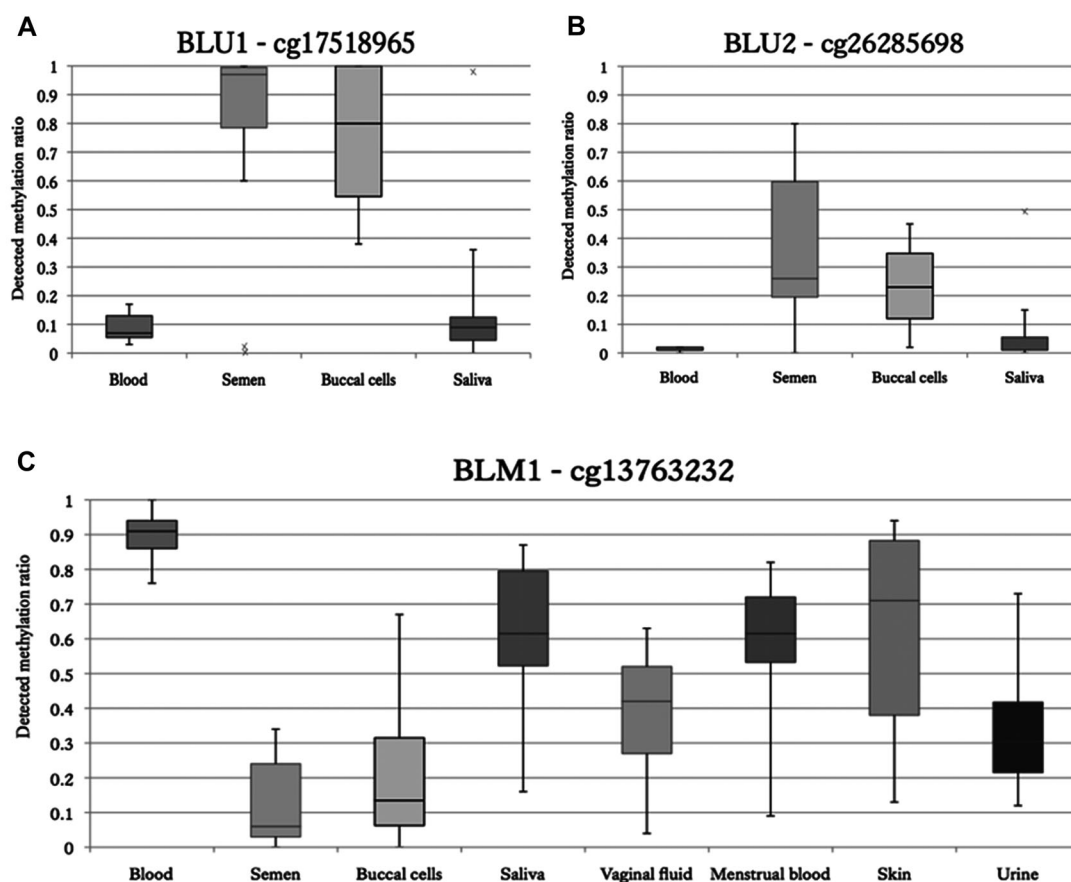 A
BLU1 - cg17518965
Detected methylation ratio
1
0.9
0.8
0.7
0.6
0.5
0.4
0.3
0.2
0.1
0
Blood Semen Buccal cells Saliva
B
BLU2 - cg26285698
Detected methylation ratio
1
0.9
0.8
0.7
0.6
0.5
0.4
0.3
0.2
0.1
0
Blood Semen Buccal cells Saliva
C
BLM1 - cg13763232
Detected methylation ratio
1
0.9
0.8
0.7
0.6
0.5
0.4
0.3
0.2
0.1
0
Blood Semen Buccal cells Saliva Vaginal fluid Menstrual blood Skin Urine